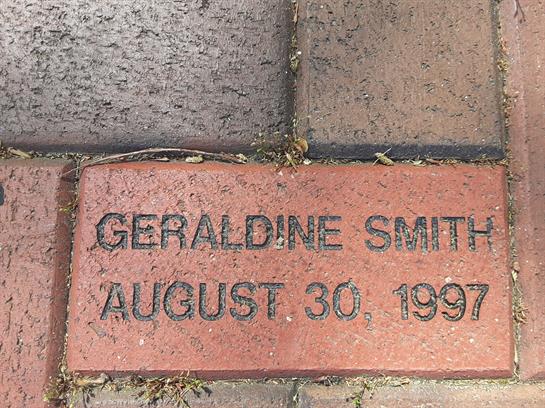 GERALDINE SMITH
AUGUST 30, 1997